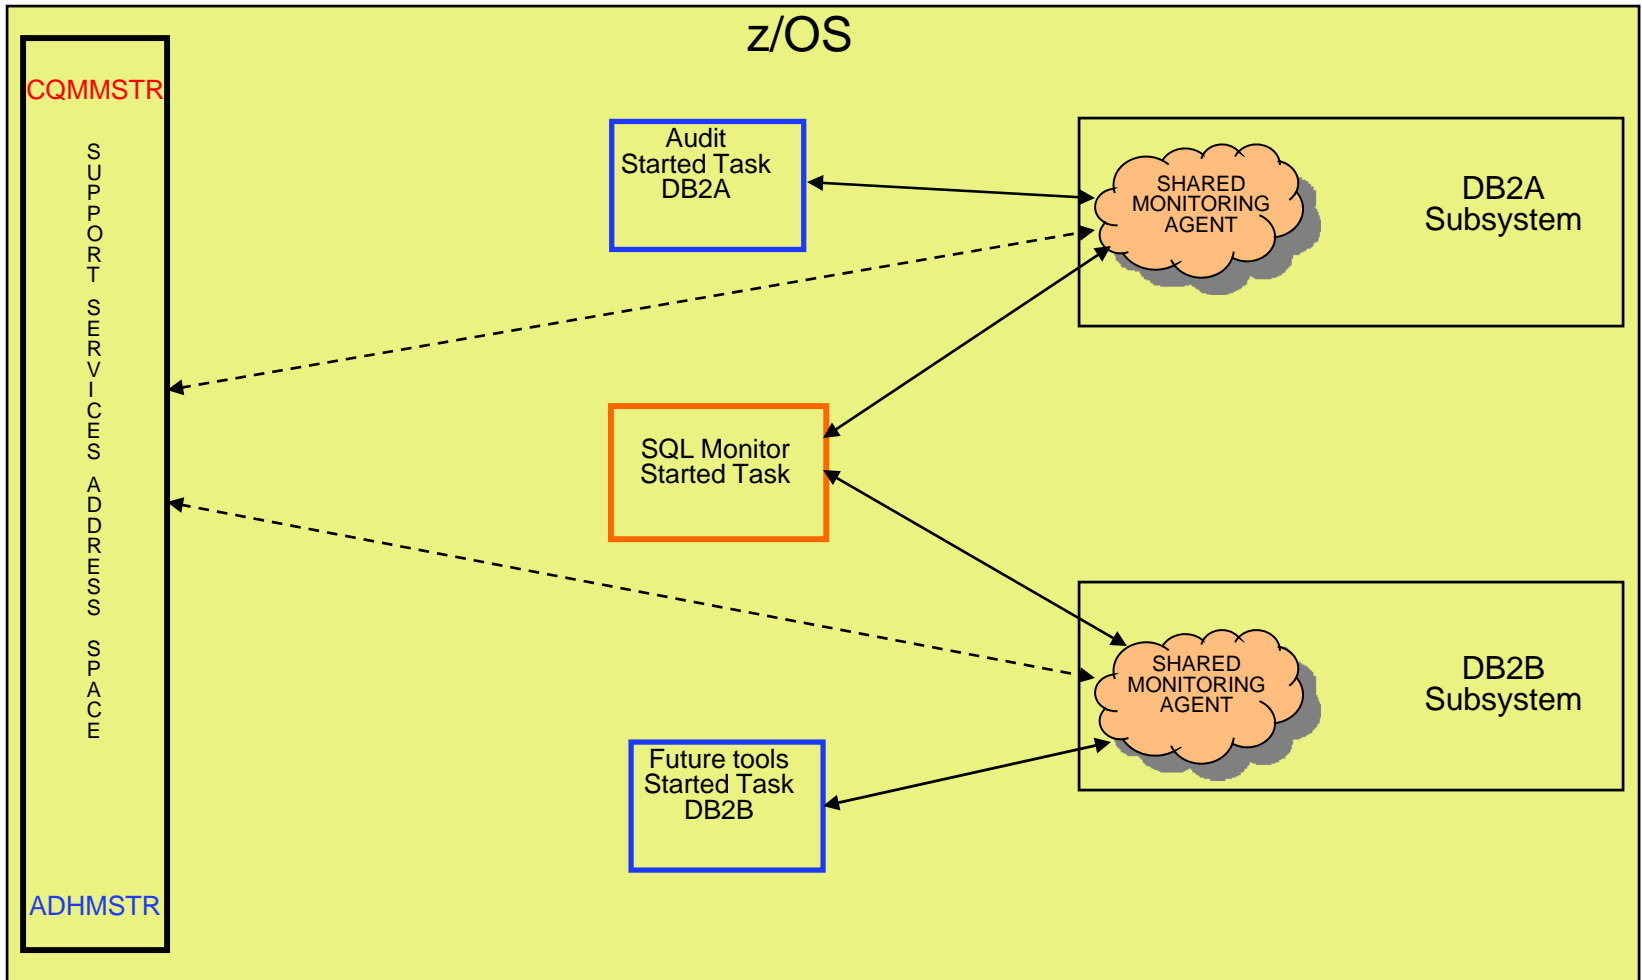 z/OS
CQMMSTR
SUPPORT SERVICES ADDRESS SPACE
ADHMSTR
Audit
Started Task
DB2A
SHARED
MONITORING
AGENT
DB2A
Subsystem
SQL Monitor
Started Task
SHARED
MONITORING
AGENT
DB2B
Subsystem
Future tools
Started Task
DB2B